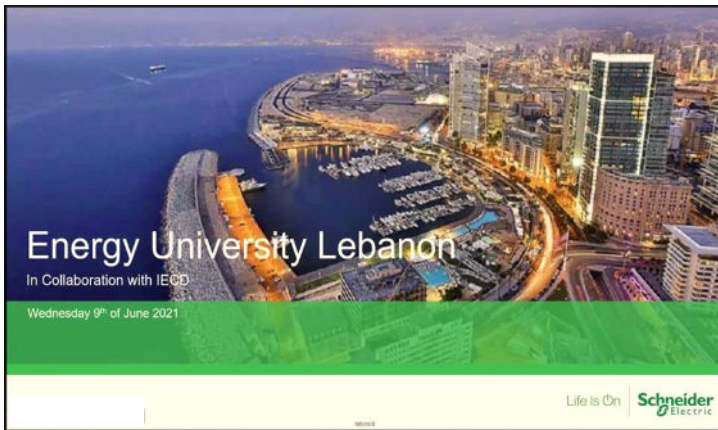 Energy University Lebanon
In Collaboration with IECD
Wednesday 9th of June 2021
Life Is On
Schneider
Electric